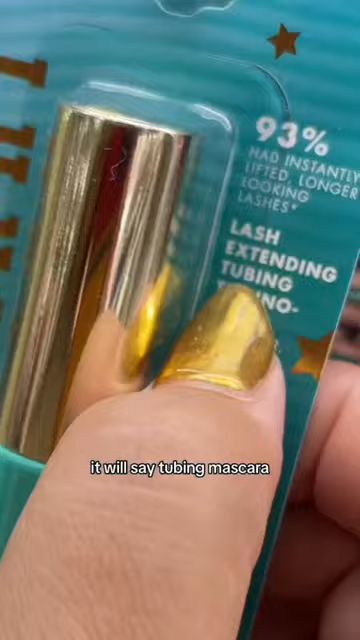 93%
HAD INSTANTLY
LIFTED, LONGER
LOOKING
LASHES*
LASH
EXTENDING
TUBING
it will say tubing mascara